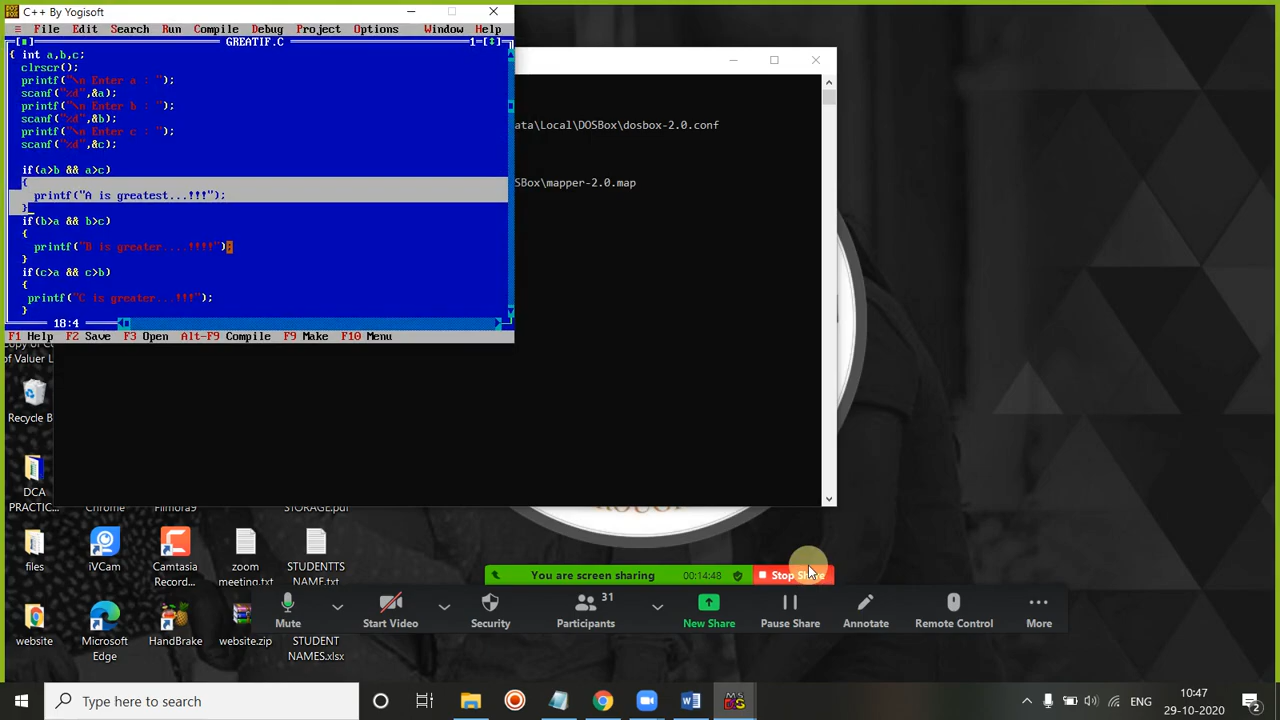 C++ By Yogisoft
≡ File Edit Search Run Compile Debug Project Options Window Help
GREATIF.C
1=[↕]
{ int a,b,c;
clrscr();
printf("\n Enter a : ");
scanf("%d",&a);
printf("\n Enter b : ");
scanf("%d",&b);
printf("\n Enter c : ");
scanf("%d",&c);
if(a>b && a>c)
{
printf("A is greatest...!!!");
}
if(b>a && b>c)
{
printf("B is greater....!!!!");
}
if(c>a && c>b)
{
printf("C is greater...!!!");
}
18:4
F1 Help F2 Save F3 Open Alt-F9 Compile F9 Make F10 Menu
ata\Local\DOSBox\dosbox-2.0.conf
SBox\mapper-2.0.map
of Valuer L
Recycle B
DCA
PRACTIC...
Chrome
Filmora9
STORAGE.pdf
files
iVCam
Camtasia
Record...
zoom
meeting.txt
STUDENTTS
NAME.txt
website
Microsoft
Edge
HandBrake
website.zip
STUDENT
NAMES.xlsx
You are screen sharing 00:14:48 Stop Share
31
Mute Start Video Security Participants New Share Pause Share Annotate Remote Control More
Type here to search
ENG
10:47
29-10-2020
2